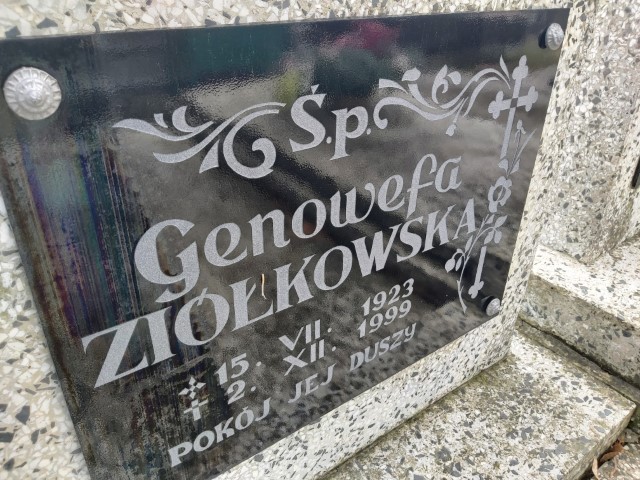 Ś.p.
Genowefa
ZIÓŁKOWSKA
15. VII. 1923
2. XII. 1999
POKÓJ JEJ DUSZY